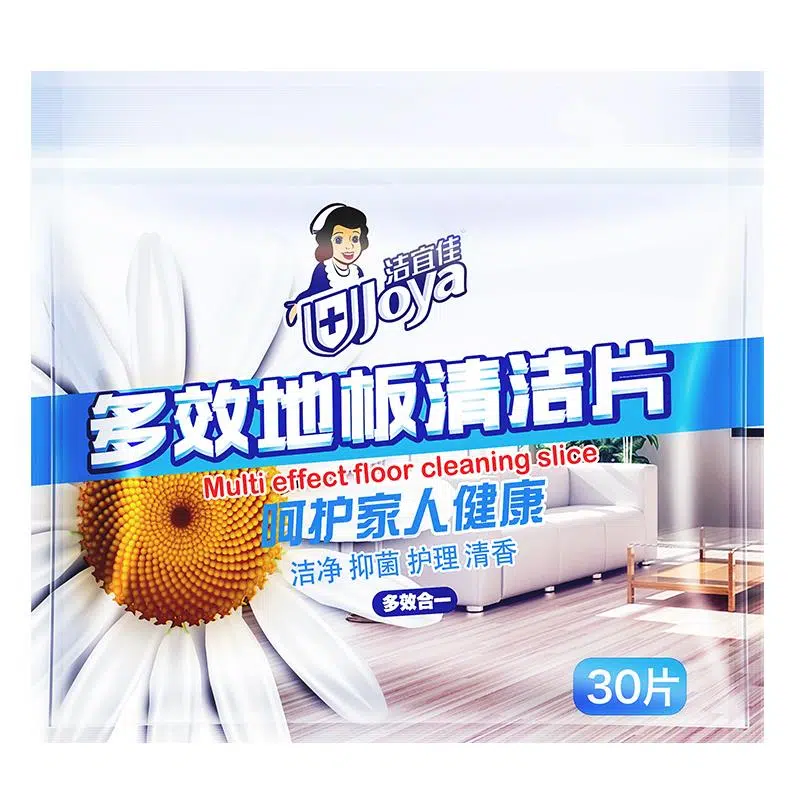 洁宜佳
Joya
多效地板清洁片
Multi effect floor cleaning slice
呵护家人健康
洁净 抑菌 护理 清香
多效合一
30片